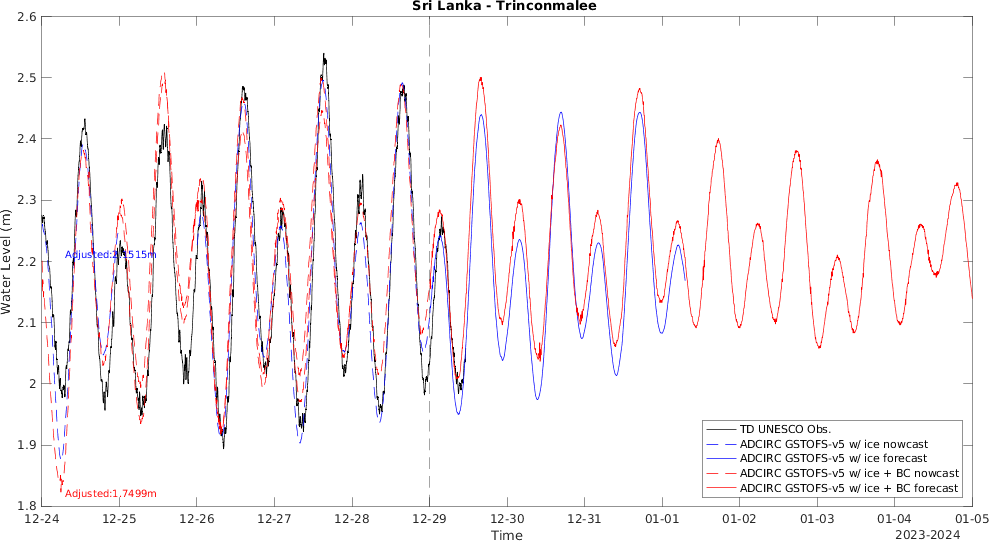 Sri Lanka - Trinconmalee
2.6
2.5
2.4
2.3
2.2
2.1
2
1.9
1.8
Water Level (m)
Adjusted:2.1515m
Adjusted:1.7499m
TD UNESCO Obs.
ADCIRC GSTOFS-v5 w/ ice nowcast
ADCIRC GSTOFS-v5 w/ ice forecast
ADCIRC GSTOFS-v5 w/ ice + BC nowcast
ADCIRC GSTOFS-v5 w/ ice + BC forecast
12-24 12-25 12-26 12-27 12-28 12-29 12-30 12-31 01-01 01-02 01-03 01-04 01-05
Time
2023-2024